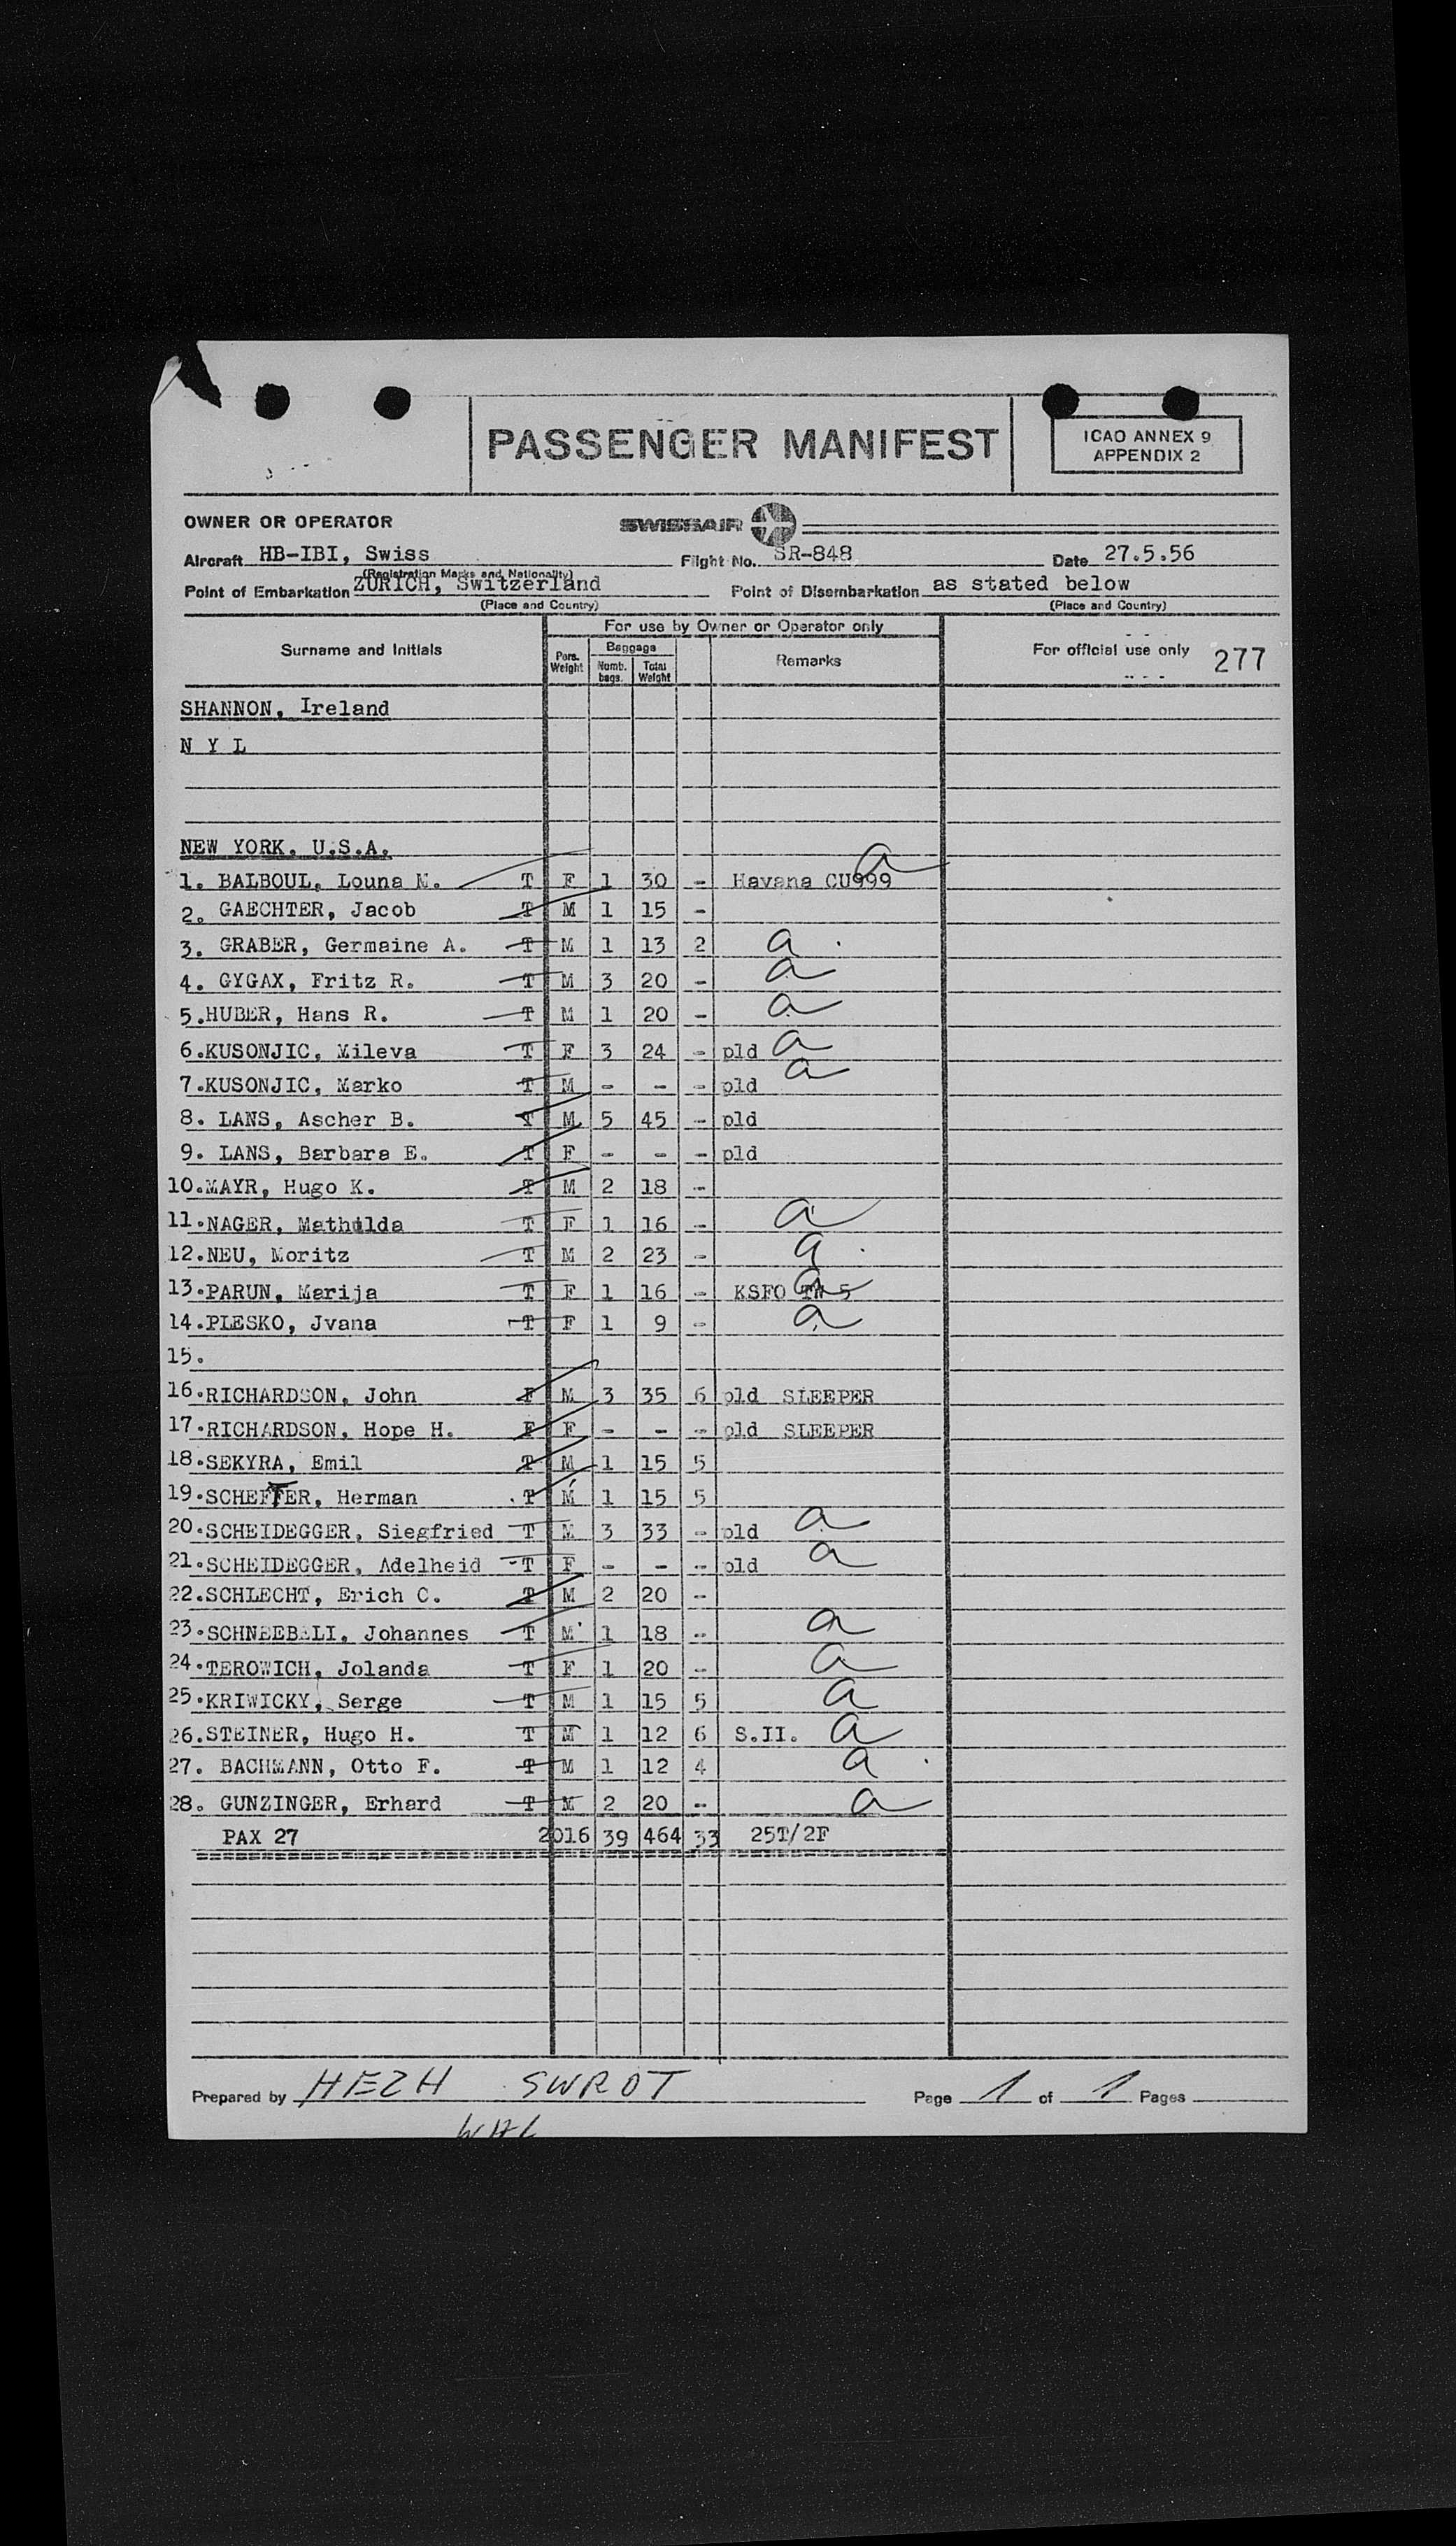 PASSENGER MANIFEST
ICAO ANNEX 9
APPENDIX 2
OWNER OR OPERATOR SWISSAIR
Aircraft HB-IBI, Swiss Flight No. SR-848 Date 27.5.56
(Registration Marks and Nationality)
Point of Embarkation ZURICH, Switzerland Point of Disembarkation as stated below
(Place and Country) (Place and Country)
For use by Owner or Operator only
Surname and Initials Pers. Weight Baggage Numb. bags. Total Weight Remarks For official use only 277
SHANNON, Ireland
N Y L
NEW YORK, U.S.A.
1. BALBOUL, Louna N. T F 1 30 - Havana CU999 a
2. GAECHTER, Jacob T M 1 15 -
3. GRABER, Germaine A. T M 1 13 2 a
4. GYGAX, Fritz R. T M 3 20 - a
5.HUBER, Hans R. T M 1 20 - a
6.KUSONJIC, Mileva T F 3 24 - pld a
7.KUSONJIC, Marko T M - - - pld a
8. LANS, Ascher B. T M 5 45 - pld
9. LANS, Barbara E. T F - - - pld
10.MAYR, Hugo K. T M 2 18 -
11.NAGER, Mathilda T F 1 16 - a
12.NEU, Moritz T M 2 23 - a
13.PARUN, Marija T F 1 16 - KSFO TW 5 a
14.PLESKO, Jvana T F 1 9 - a
15.
16.RICHARDSON, John F M 3 35 6 pld SLEEPER
17.RICHARDSON, Hope H. F F - - - pld SLEEPER
18.SEKYRA, Emil T M 1 15 5
19.SCHEFTER, Herman T M 1 15 5
20.SCHEIDEGGER, Siegfried T M 3 33 - pld a
21.SCHEIDEGGER, Adelheid T F - - - pld a
22.SCHLECHT, Erich C. T M 2 20 -
23.SCHNEEBELI, Johannes T M 1 18 - a
24.TEROWICH, Jolanda T F 1 20 - a
25.KRIWICKY, Serge T M 1 15 5 a
26.STEINER, Hugo H. T M 1 12 6 S.II. a
27. BACHMANN, Otto F. T M 1 12 4 a
28. GUNZINGER, Erhard T M 2 20 - a
PAX 27 2016 39 464 33 25T/2F
Prepared by HEZH SWROT Page 1 of 1 Pages